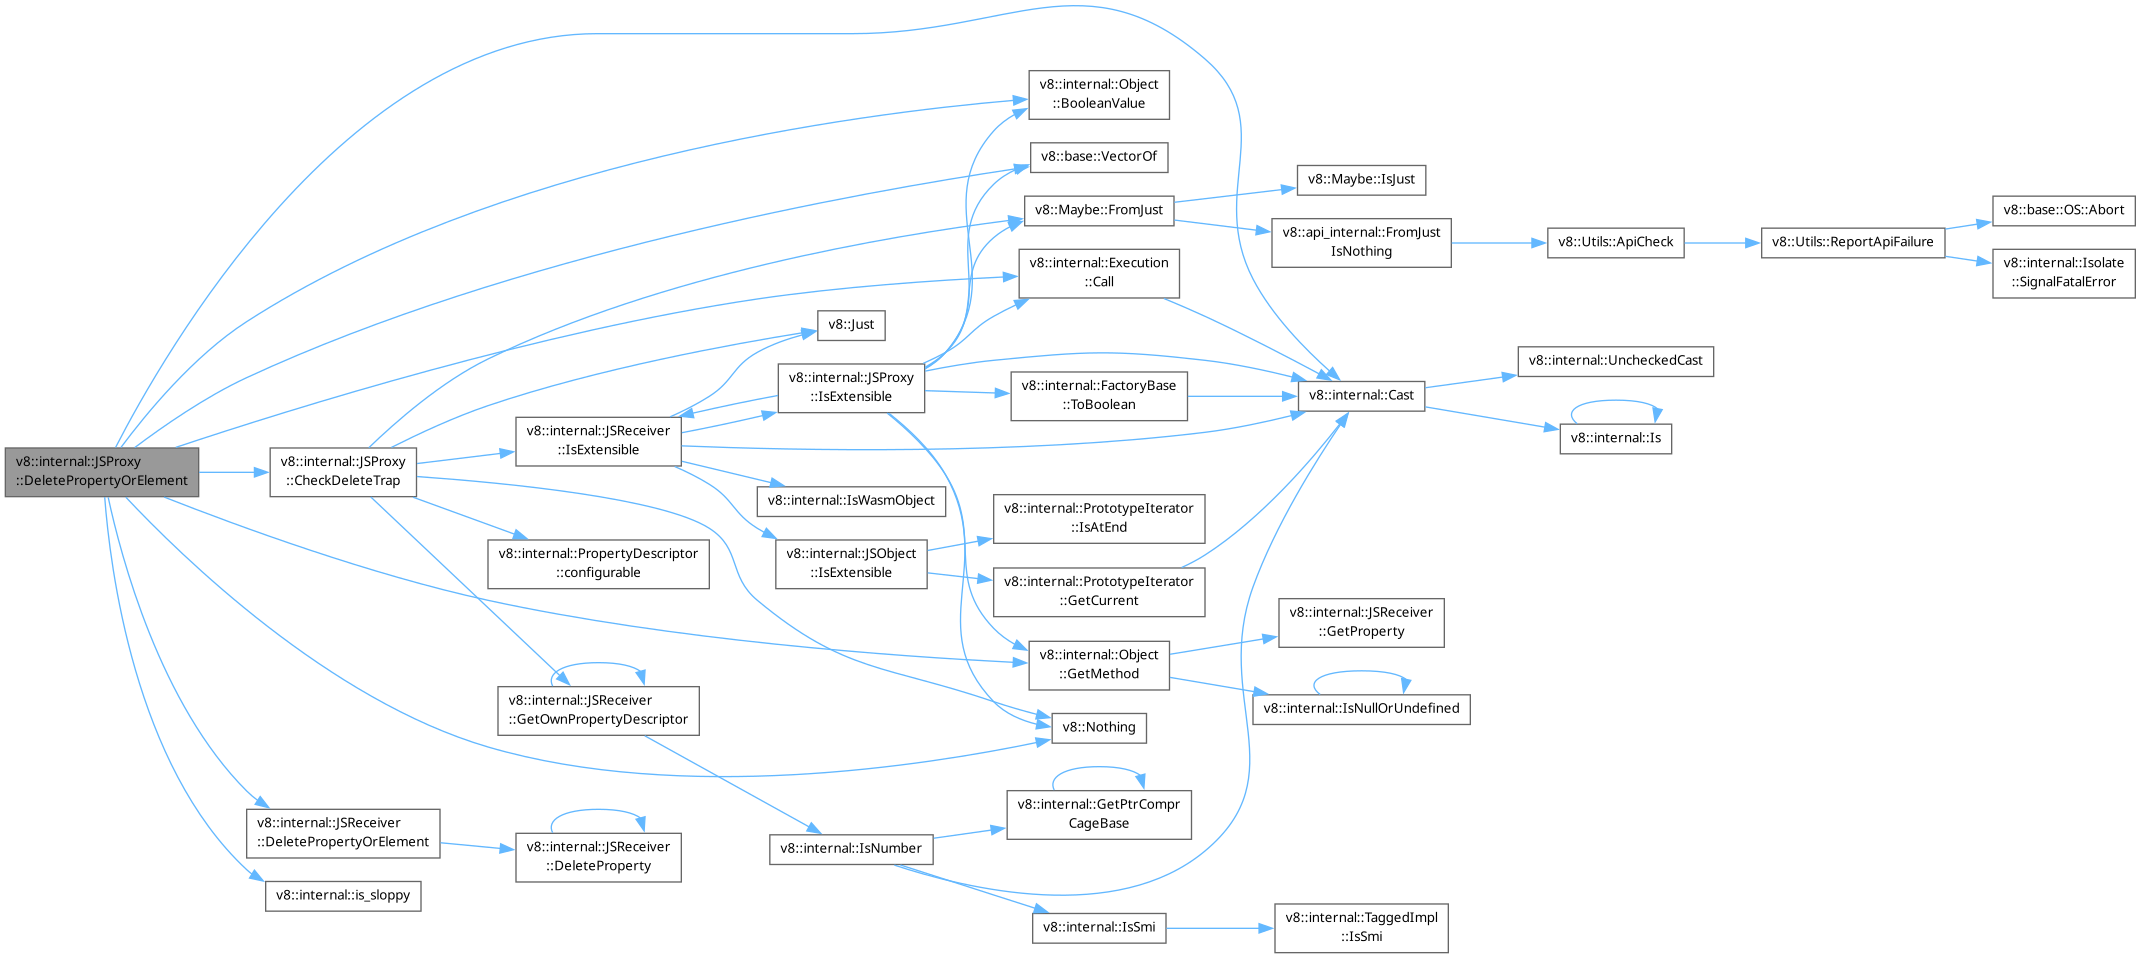 v8::internal::JSProxy
::DeletePropertyOrElement
v8::internal::JSProxy
::CheckDeleteTrap
v8::internal::JSReceiver
::DeletePropertyOrElement
v8::internal::is_sloppy
v8::internal::JSReceiver
::IsExtensible
v8::internal::PropertyDescriptor
::configurable
v8::internal::JSReceiver
::GetOwnPropertyDescriptor
v8::internal::JSReceiver
::DeleteProperty
v8::Just
v8::internal::JSProxy
::IsExtensible
v8::internal::IsWasmObject
v8::internal::JSObject
::IsExtensible
v8::internal::IsNumber
v8::internal::Object
::BooleanValue
v8::base::VectorOf
v8::Maybe::FromJust
v8::internal::Execution
::Call
v8::internal::FactoryBase
::ToBoolean
v8::internal::PrototypeIterator
::IsAtEnd
v8::internal::PrototypeIterator
::GetCurrent
v8::internal::Object
::GetMethod
v8::Nothing
v8::internal::GetPtrCompr
CageBase
v8::internal::IsSmi
v8::Maybe::IsJust
v8::api_internal::FromJust
IsNothing
v8::internal::Cast
v8::internal::JSReceiver
::GetProperty
v8::internal::IsNullOrUndefined
v8::internal::TaggedImpl
::IsSmi
v8::Utils::ApiCheck
v8::internal::UncheckedCast
v8::internal::Is
v8::Utils::ReportApiFailure
v8::base::OS::Abort
v8::internal::Isolate
::SignalFatalError